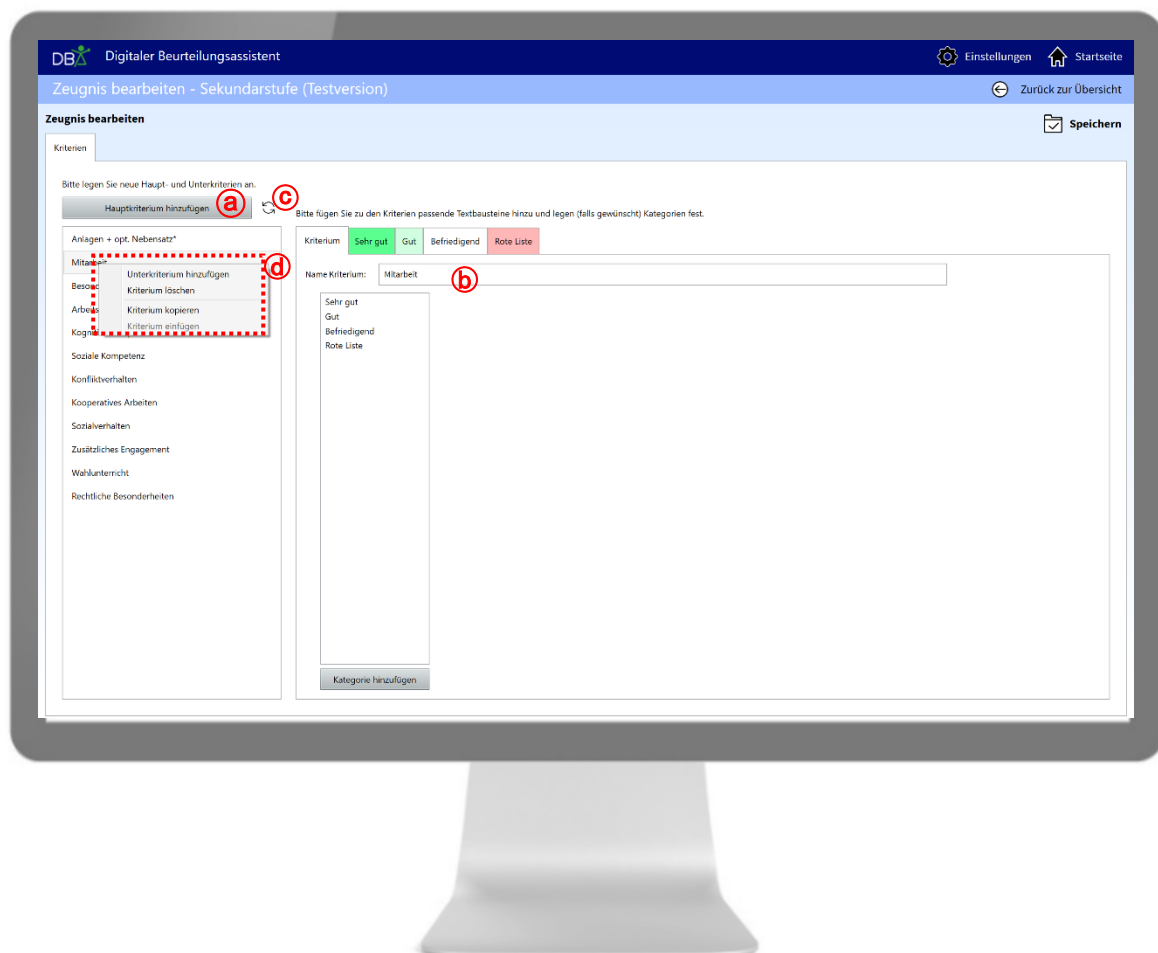 DBA Digitaler Beurteilungsassistent Einstellungen Startseite
Zeugnis bearbeiten - Sekundarstufe (Testversion) Zurück zur Übersicht
Zeugnis bearbeiten Speichern
Kriterien
Bitte legen Sie neue Haupt- und Unterkriterien an.
Hauptkriterium hinzufügen a c
Bitte fügen Sie zu den Kriterien passende Textbausteine hinzu und legen (falls gewünscht) Kategorien fest.
Anlagen + opt. Nebensatz*
Mitarbeit d
Unterkriterium hinzufügen
Kriterium löschen
Kriterium kopieren
Kriterium einfügen
Soziale Kompetenz
Konfliktverhalten
Kooperatives Arbeiten
Sozialverhalten
Zusätzliches Engagement
Wahlunterricht
Rechtliche Besonderheiten
Kriterium Sehr gut Gut Befriedigend Rote Liste
Name Kriterium: Mitarbeit b
Sehr gut
Gut
Befriedigend
Rote Liste
Kategorie hinzufügen